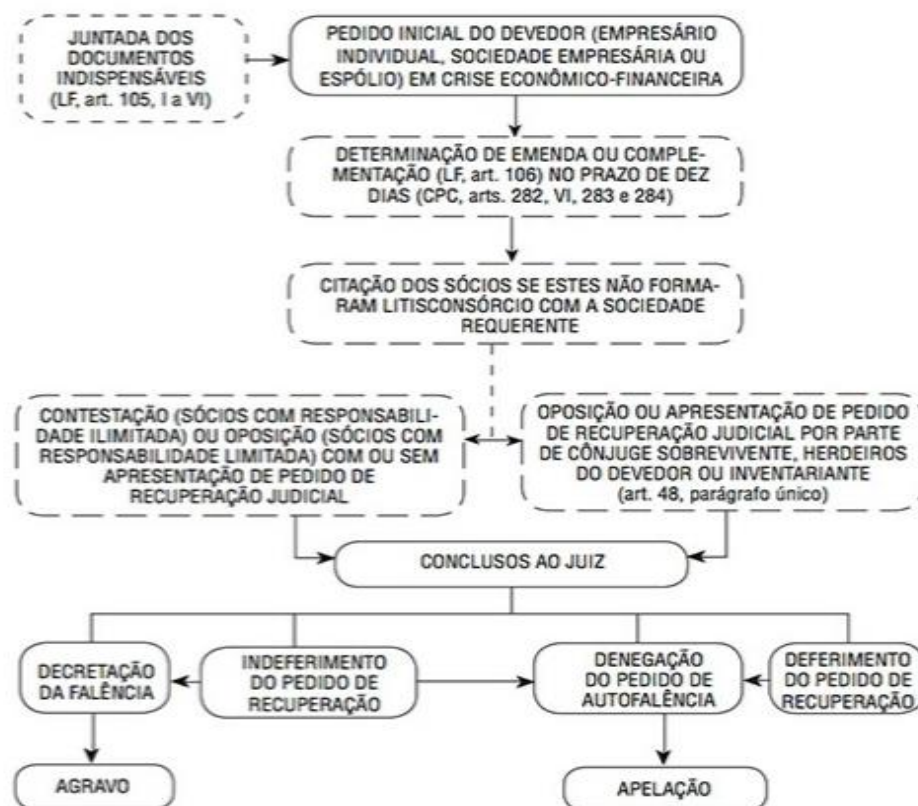 JUNTADA DOS
DOCUMENTOS
INDISPENSÁVEIS
(LF, art. 105, I a VI)
PEDIDO INICIAL DO DEVEDOR (EMPRESÁRIO
INDIVIDUAL, SOCIEDADE EMPRESÁRIA OU
ESPÓLIO) EM CRISE ECONÔMICO-FINANCEIRA
DETERMINAÇÃO DE EMENDA OU COMPLE-
MENTAÇÃO (LF, art. 106) NO PRAZO DE DEZ
DIAS (CPC, arts. 282, VI, 283 e 284)
CITAÇÃO DOS SÓCIOS SE ESTES NÃO FORMA-
RAM LITISCONSÓRCIO COM A SOCIEDADE
REQUERENTE
CONTESTAÇÃO (SÓCIOS COM RESPONSABILI-
DADE ILIMITADA) OU OPOSIÇÃO (SÓCIOS COM
RESPONSABILIDADE LIMITADA) COM OU SEM
APRESENTAÇÃO DE PEDIDO DE
RECUPERAÇÃO JUDICIAL
OPOSIÇÃO OU APRESENTAÇÃO DE PEDIDO
DE RECUPERAÇÃO JUDICIAL POR PARTE
DE CÔNJUGE SOBREVIVENTE, HERDEIROS
DO DEVEDOR OU INVENTARIANTE
(art. 48, parágrafo único)
CONCLUSOS AO JUIZ
DECRETAÇÃO
DA FALÊNCIA
INDEFERIMENTO
DO PEDIDO DE
RECUPERAÇÃO
DENEGAÇÃO
DO PEDIDO DE
AUTOFALÊNCIA
DEFERIMENTO
DO PEDIDO DE
RECUPERAÇÃO
AGRAVO
APELAÇÃO